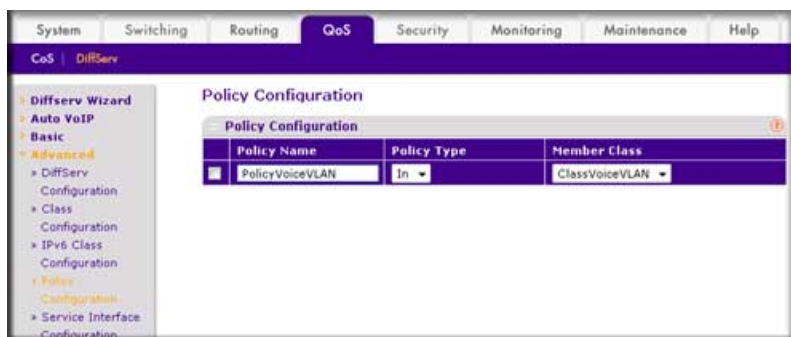 System Switching Routing QoS Security Monitoring Maintenance Help
CoS | DiffServ
Diffserv Wizard
Auto VoIP
Basic
Advanced
» DiffServ
Configuration
» Class
Configuration
» IPv6 Class
Configuration
» Policy
Configuration
» Service Interface
Configuration
Policy Configuration
Policy Configuration
Policy Name Policy Type Member Class
PolicyVoiceVLAN In ClassVoiceVLAN